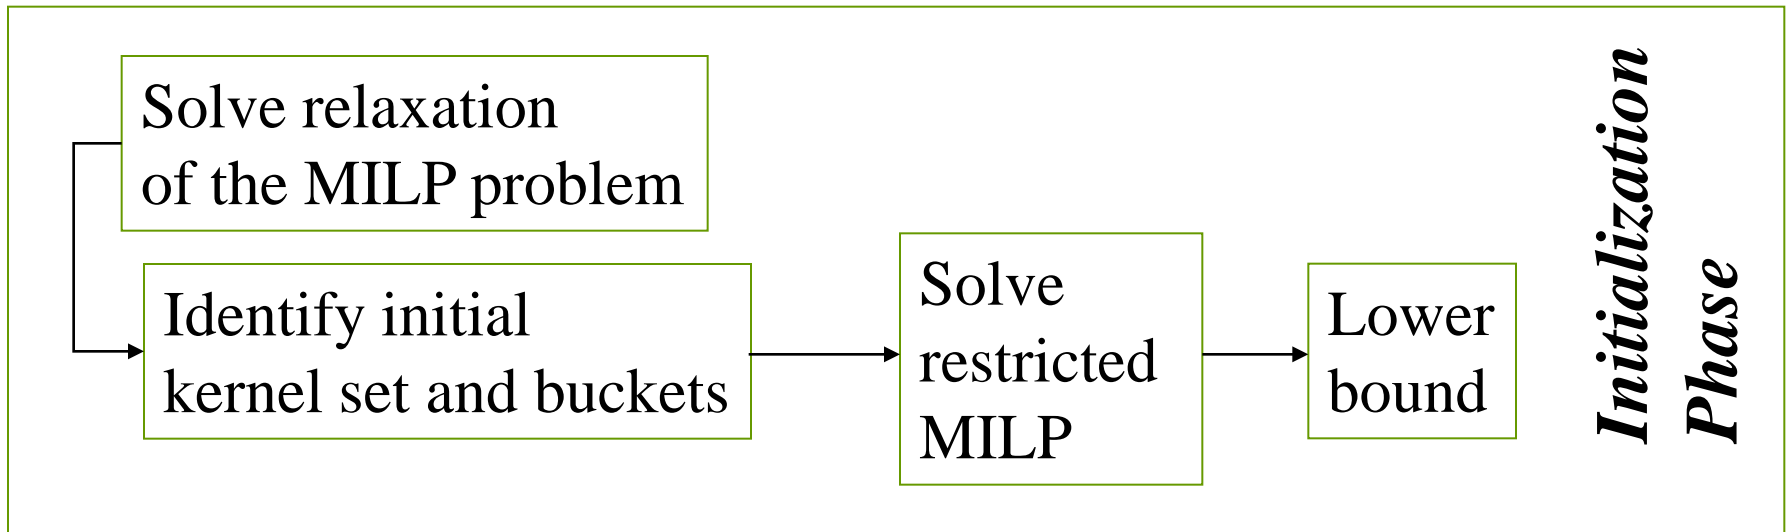 Solve relaxation
of the MILP problem
Identify initial
kernel set and buckets
Solve
restricted
MILP
Lower
bound
Initialization
Phase